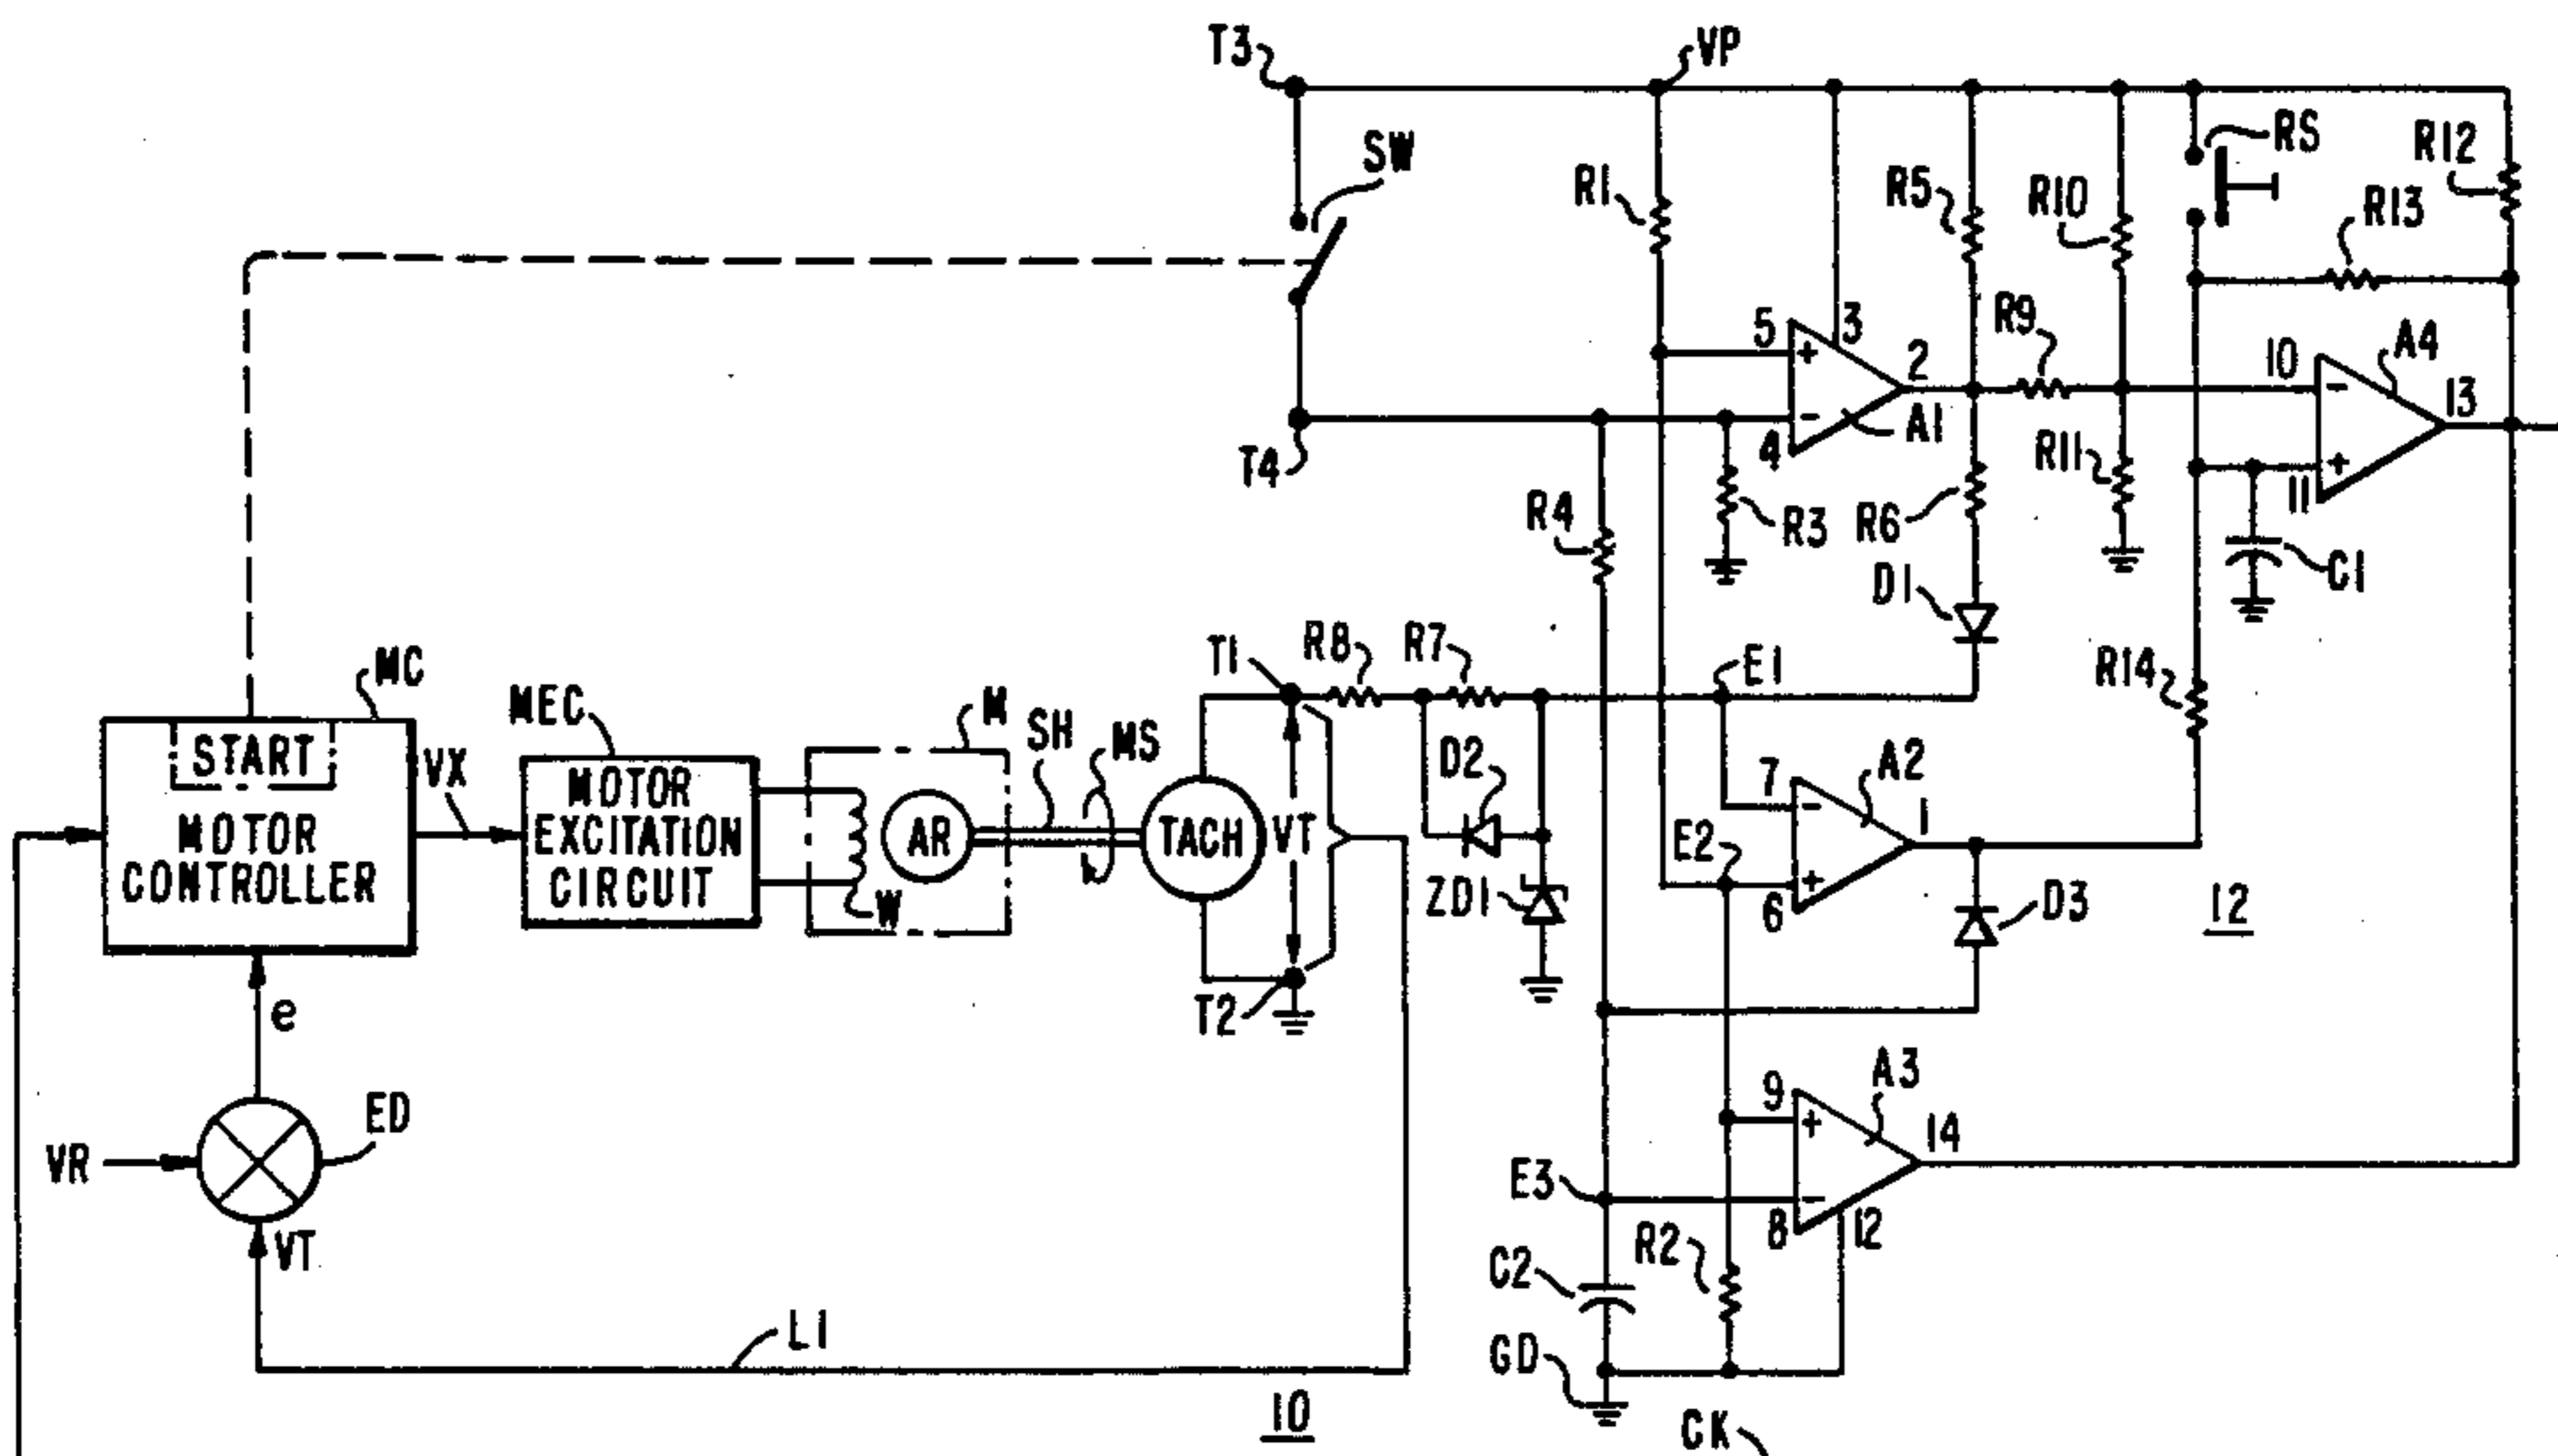 T3
VP
SW
RS
R12
R1
R5
R10
R13
5
3
2
R9
A4
10
13
4
A1
T4
R4
R3
R6
R11
11
C1
D1
T1
R8
R7
E1
R14
MC
MEC
M
SH
MS
START
VX
MOTOR
EXCITATION
CIRCUIT
MOTOR
CONTROLLER
AR
W
TACH
VT
D2
7
A2
1
E2
6
ZD1
D3
12
T2
e
9
A3
14
ED
VR
VT
E3
8
12
R2
C2
L1
GD
10
CK
+
-
-
+
-
+
+
-